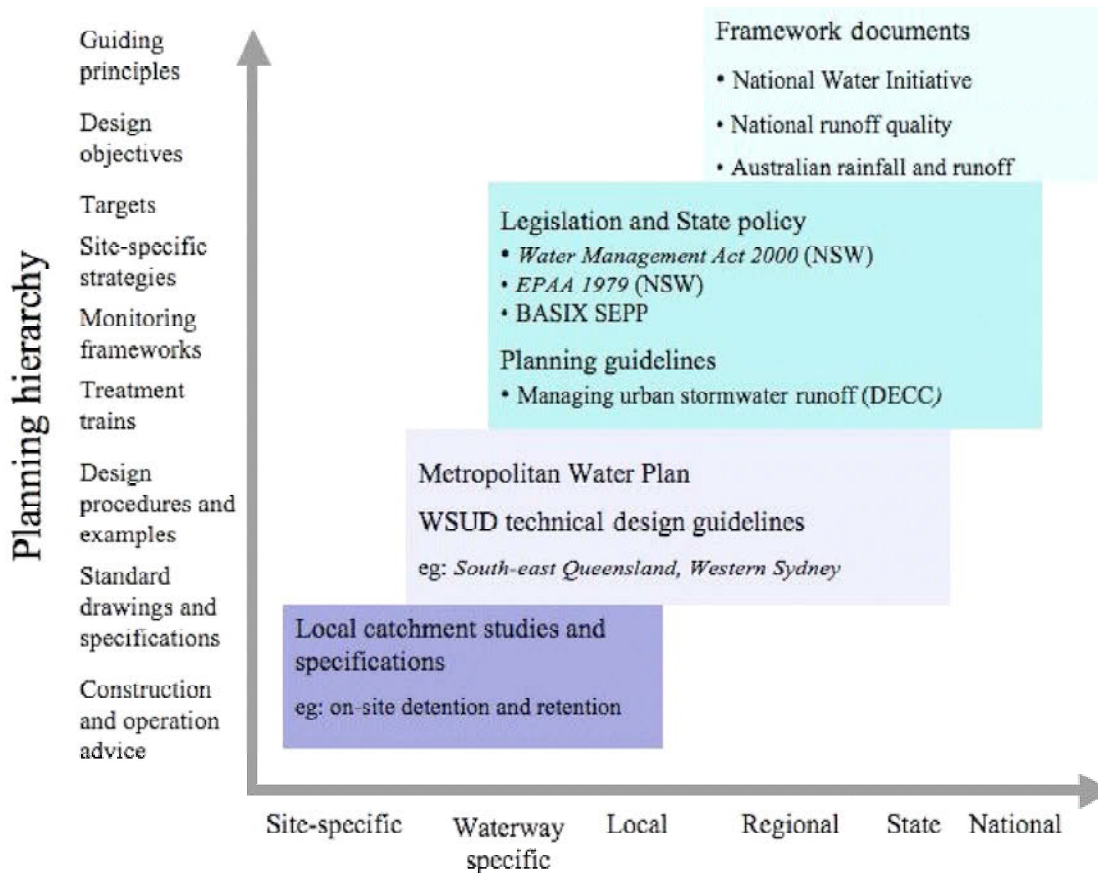 Planning hierarchy
Guiding
principles
Design
objectives
Targets
Site-specific
strategies
Monitoring
frameworks
Treatment
trains
Design
procedures and
examples
Standard
drawings and
specifications
Construction
and operation
advice
Framework documents
• National Water Initiative
• National runoff quality
• Australian rainfall and runoff
Legislation and State policy
• Water Management Act 2000 (NSW)
• EPAA 1979 (NSW)
• BASIX SEPP
Planning guidelines
• Managing urban stormwater runoff (DECC)
Metropolitan Water Plan
WSUD technical design guidelines
eg: South-east Queensland, Western Sydney
Local catchment studies and
specifications
eg: on-site detention and retention
Site-specific
Waterway
specific
Local
Regional
State
National